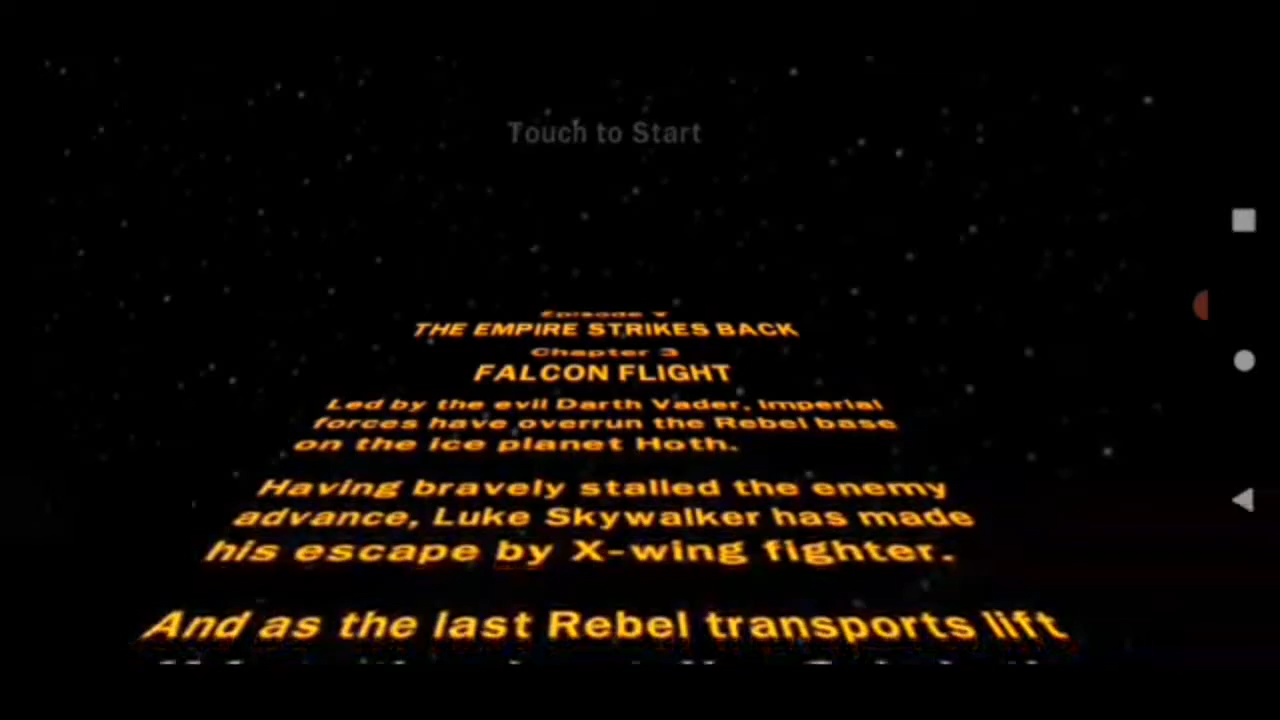 Touch to Start
Episode V
THE EMPIRE STRIKES BACK
Chapter 3
FALCON FLIGHT
Led by the evil Darth Vader, Imperial
forces have overrun the Rebel base
on the ice planet Hoth.
Having bravely stalled the enemy
advance, Luke Skywalker has made
his escape by X-wing fighter.
And as the last Rebel transports lift